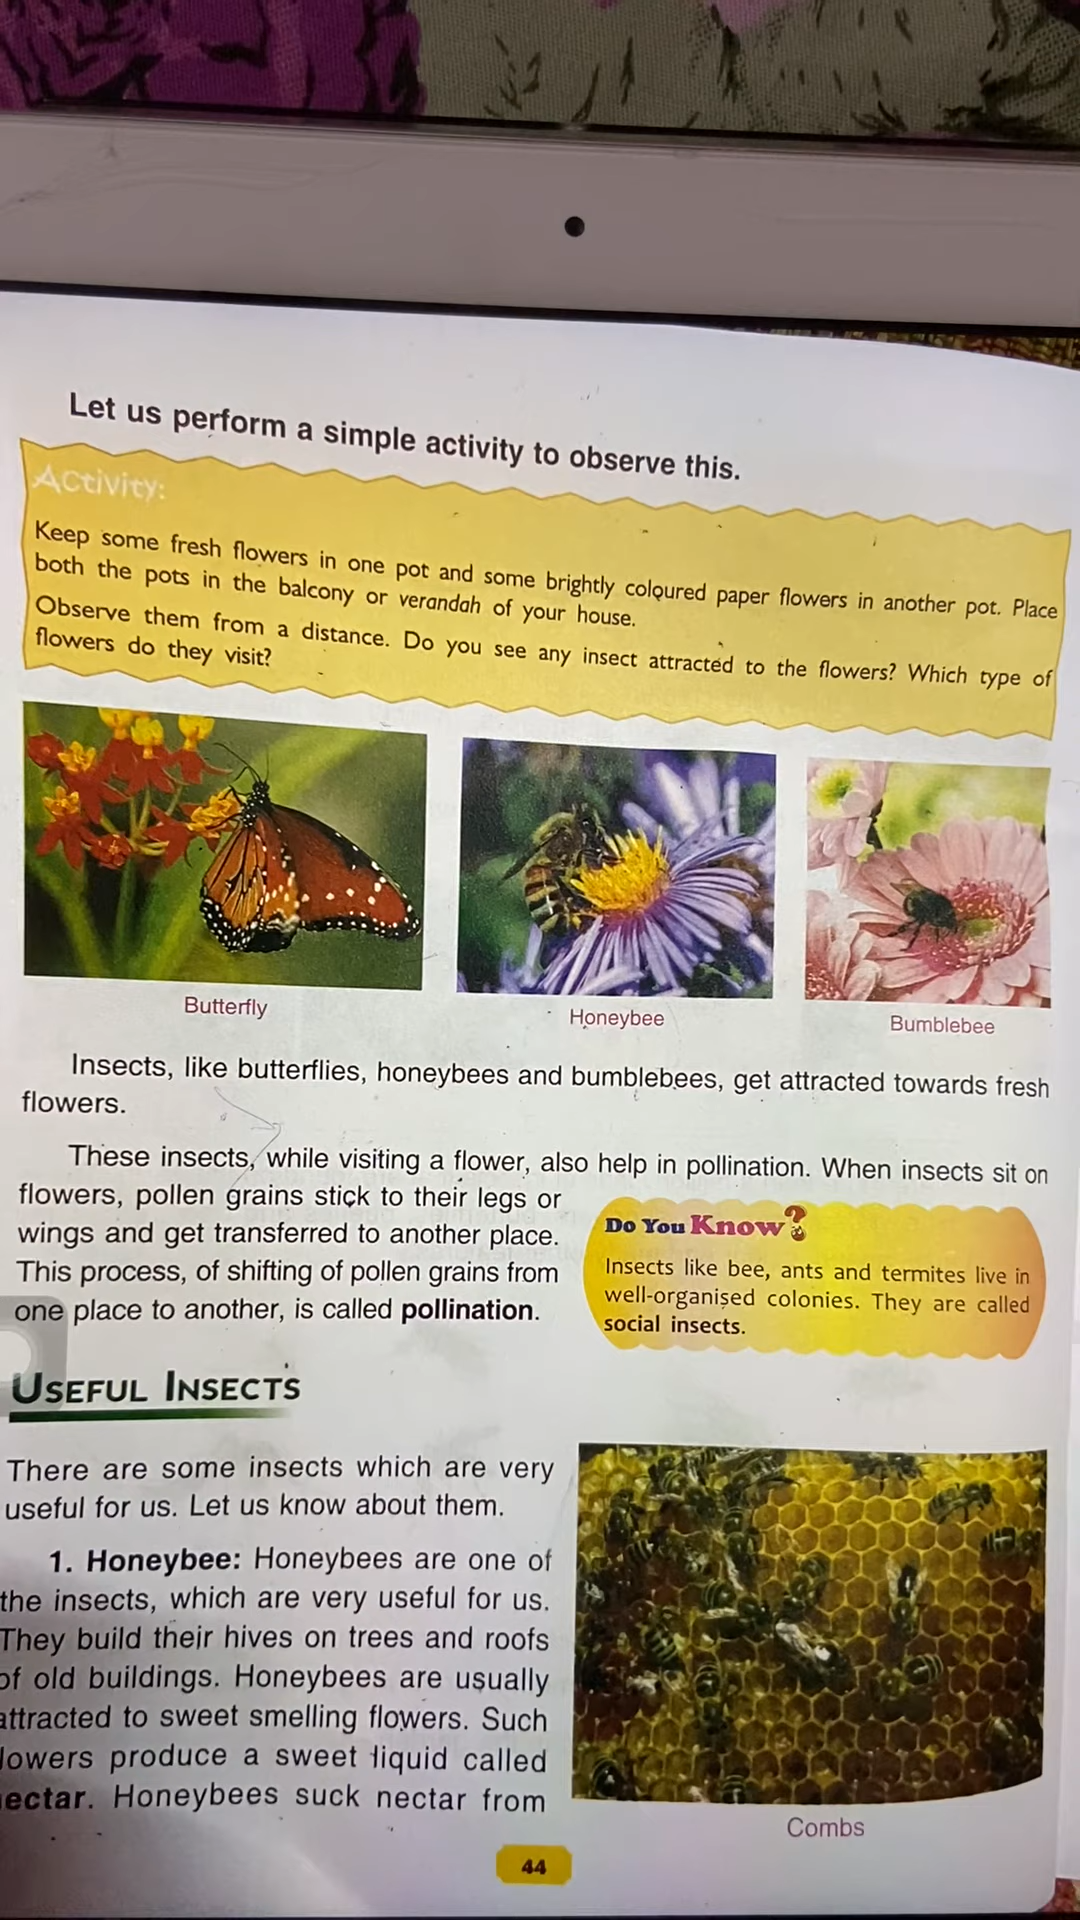 Let us perform a simple activity to observe this.
Activity:
Keep some fresh flowers in one pot and some brightly coloured paper flowers in another pot. Place
both the pots in the balcony or verandah of your house.
Observe them from a distance. Do you see any insect attracted to the flowers? Which type of
flowers do they visit?
Butterfly
Honeybee
Bumblebee
Insects, like butterflies, honeybees and bumblebees, get attracted towards fresh
flowers.
These insects, while visiting a flower, also help in pollination. When insects sit on
flowers, pollen grains stick to their legs or
wings and get transferred to another place.
This process, of shifting of pollen grains from
one place to another, is called pollination.
Do You Know?
Insects like bee, ants and termites live in
well-organised colonies. They are called
social insects.
USEFUL INSECTS
There are some insects which are very
useful for us. Let us know about them.
1. Honeybee: Honeybees are one of
the insects, which are very useful for us.
They build their hives on trees and roofs
of old buildings. Honeybees are usually
attracted to sweet smelling flowers. Such
lowers produce a sweet liquid called
ectar. Honeybees suck nectar from
Combs
44